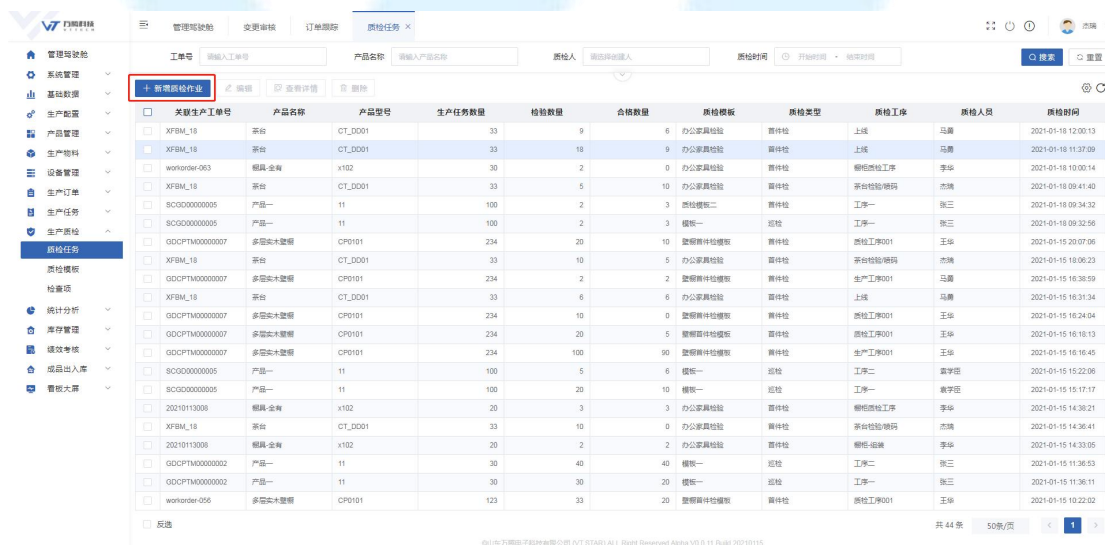 万腾科技
VTTECH
管理驾驶舱 变更审核 订单跟踪 质检任务 × 杰瑞
管理驾驶舱
系统管理
基础数据
生产配置
产品管理
生产物料
设备管理
生产订单
生产任务
生产质检
质检任务
质检模板
检查项
统计分析
库存管理
绩效考核
成品出入库
看板大屏
工单号 请输入工单号 产品名称 请输入产品名称 质检人 请选择创建人 质检时间 开始时间 - 结束时间 搜索 重置
+ 新增质检作业 编辑 查看详情 删除
关联生产工单号 产品名称 产品型号 生产任务数量 检验数量 合格数量 质检模板 质检类型 质检工序 质检人员 质检时间
XFBM_18 茶台 CT_DD01 33 9 6 办公家具检验 首件检 上线 马勇 2021-01-18 12:00:13
XFBM_18 茶台 CT_DD01 33 18 9 办公家具检验 首件检 上线 马勇 2021-01-18 11:37:09
workorder-063 橱具-全有 x102 30 2 0 办公家具检验 首件检 橱柜质检工序 李华 2021-01-18 10:00:14
XFBM_18 茶台 CT_DD01 33 5 10 办公家具检验 首件检 茶台检验/喷码 杰瑞 2021-01-18 09:41:40
SCGD00000005 产品一 11 100 2 3 质检模板二 首件检 工序一 张三 2021-01-18 09:34:32
SCGD00000005 产品一 11 100 2 3 模板一 巡检 工序一 张三 2021-01-18 09:32:56
GDCPTM00000007 多层实木壁橱 CP0101 234 20 10 壁橱首件检模板 首件检 质检工序001 王华 2021-01-15 20:07:06
XFBM_18 茶台 CT_DD01 33 10 5 办公家具检验 首件检 茶台检验/喷码 杰瑞 2021-01-15 18:06:23
GDCPTM00000007 多层实木壁橱 CP0101 234 2 2 壁橱首件检模板 首件检 生产工序001 马勇 2021-01-15 16:38:59
XFBM_18 茶台 CT_DD01 33 6 6 办公家具检验 首件检 上线 马勇 2021-01-15 16:31:34
GDCPTM00000007 多层实木壁橱 CP0101 234 10 0 壁橱首件检模板 首件检 质检工序001 王华 2021-01-15 16:24:04
GDCPTM00000007 多层实木壁橱 CP0101 234 20 5 壁橱首件检模板 首件检 质检工序001 王华 2021-01-15 16:18:13
GDCPTM00000007 多层实木壁橱 CP0101 234 100 90 壁橱首件检模板 首件检 生产工序001 王华 2021-01-15 16:16:45
SCGD00000005 产品一 11 100 5 6 模板一 巡检 工序二 袁学臣 2021-01-15 15:22:06
SCGD00000005 产品一 11 100 20 10 模板一 巡检 工序一 袁学臣 2021-01-15 15:17:17
20210113008 橱具-全有 x102 20 3 3 办公家具检验 首件检 橱柜质检工序 李华 2021-01-15 14:38:21
XFBM_18 茶台 CT_DD01 33 10 0 办公家具检验 首件检 茶台检验/喷码 杰瑞 2021-01-15 14:36:41
20210113008 橱具-全有 x102 20 2 2 办公家具检验 首件检 橱柜-组装 李华 2021-01-15 14:33:05
GDCPTM00000002 产品一 11 30 40 40 模板一 巡检 工序二 张三 2021-01-15 11:36:53
GDCPTM00000002 产品一 11 30 30 20 模板一 巡检 工序一 张三 2021-01-15 11:36:11
workorder-056 多层实木壁橱 CP0101 123 33 20 壁橱首件检模板 首件检 质检工序001 王华 2021-01-15 10:22:02
反选 共 44 条 50条/页 1
@山东万腾电子科技有限公司 (VT STAR) ALL Right Reserved Alpha V0.0.11 Build 20210115